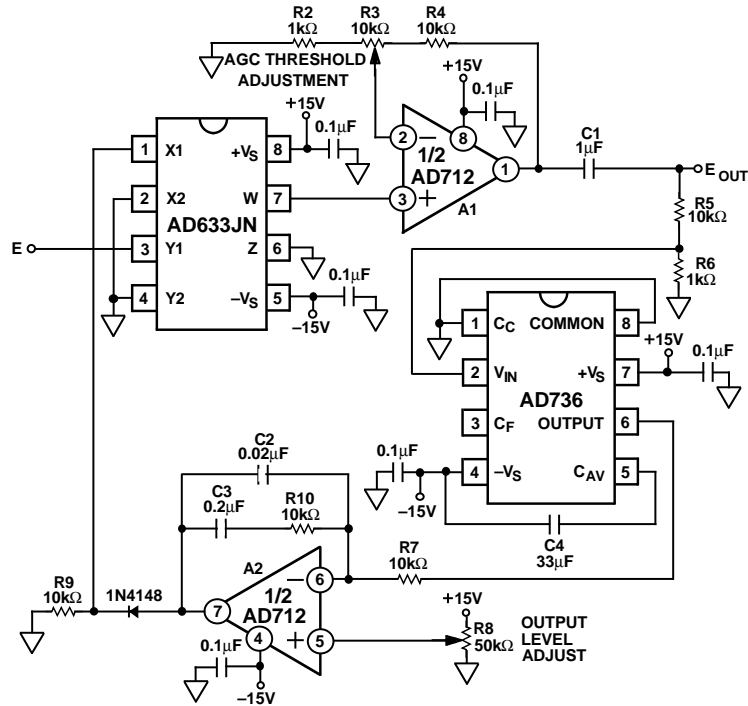 R2
1kΩ
R3
10kΩ
R4
10kΩ
AGC THRESHOLD
ADJUSTMENT
+15V
0.1µF
+15V
0.1µF
C1
1µF
EOUT
1 X1
+VS 8
2 X2
W 7
AD633JN
E
3 Y1
Z 6
4 Y2
–VS 5
0.1µF
–15V
2 –
1/2
AD712
3 +
8
1
A1
R5
10kΩ
R6
1kΩ
1 CC
COMMON 8
2 VIN
+VS 7
AD736
3 CF
OUTPUT 6
4 –VS
CAV 5
+15V
0.1µF
0.1µF
–15V
C4
33µF
C2
0.02µF
C3
0.2µF
R10
10kΩ
R7
10kΩ
R9
10kΩ
1N4148
A2
7
1/2
AD712
– 6
+ 5
4
0.1µF
–15V
+15V
R8
50kΩ
OUTPUT
LEVEL
ADJUST